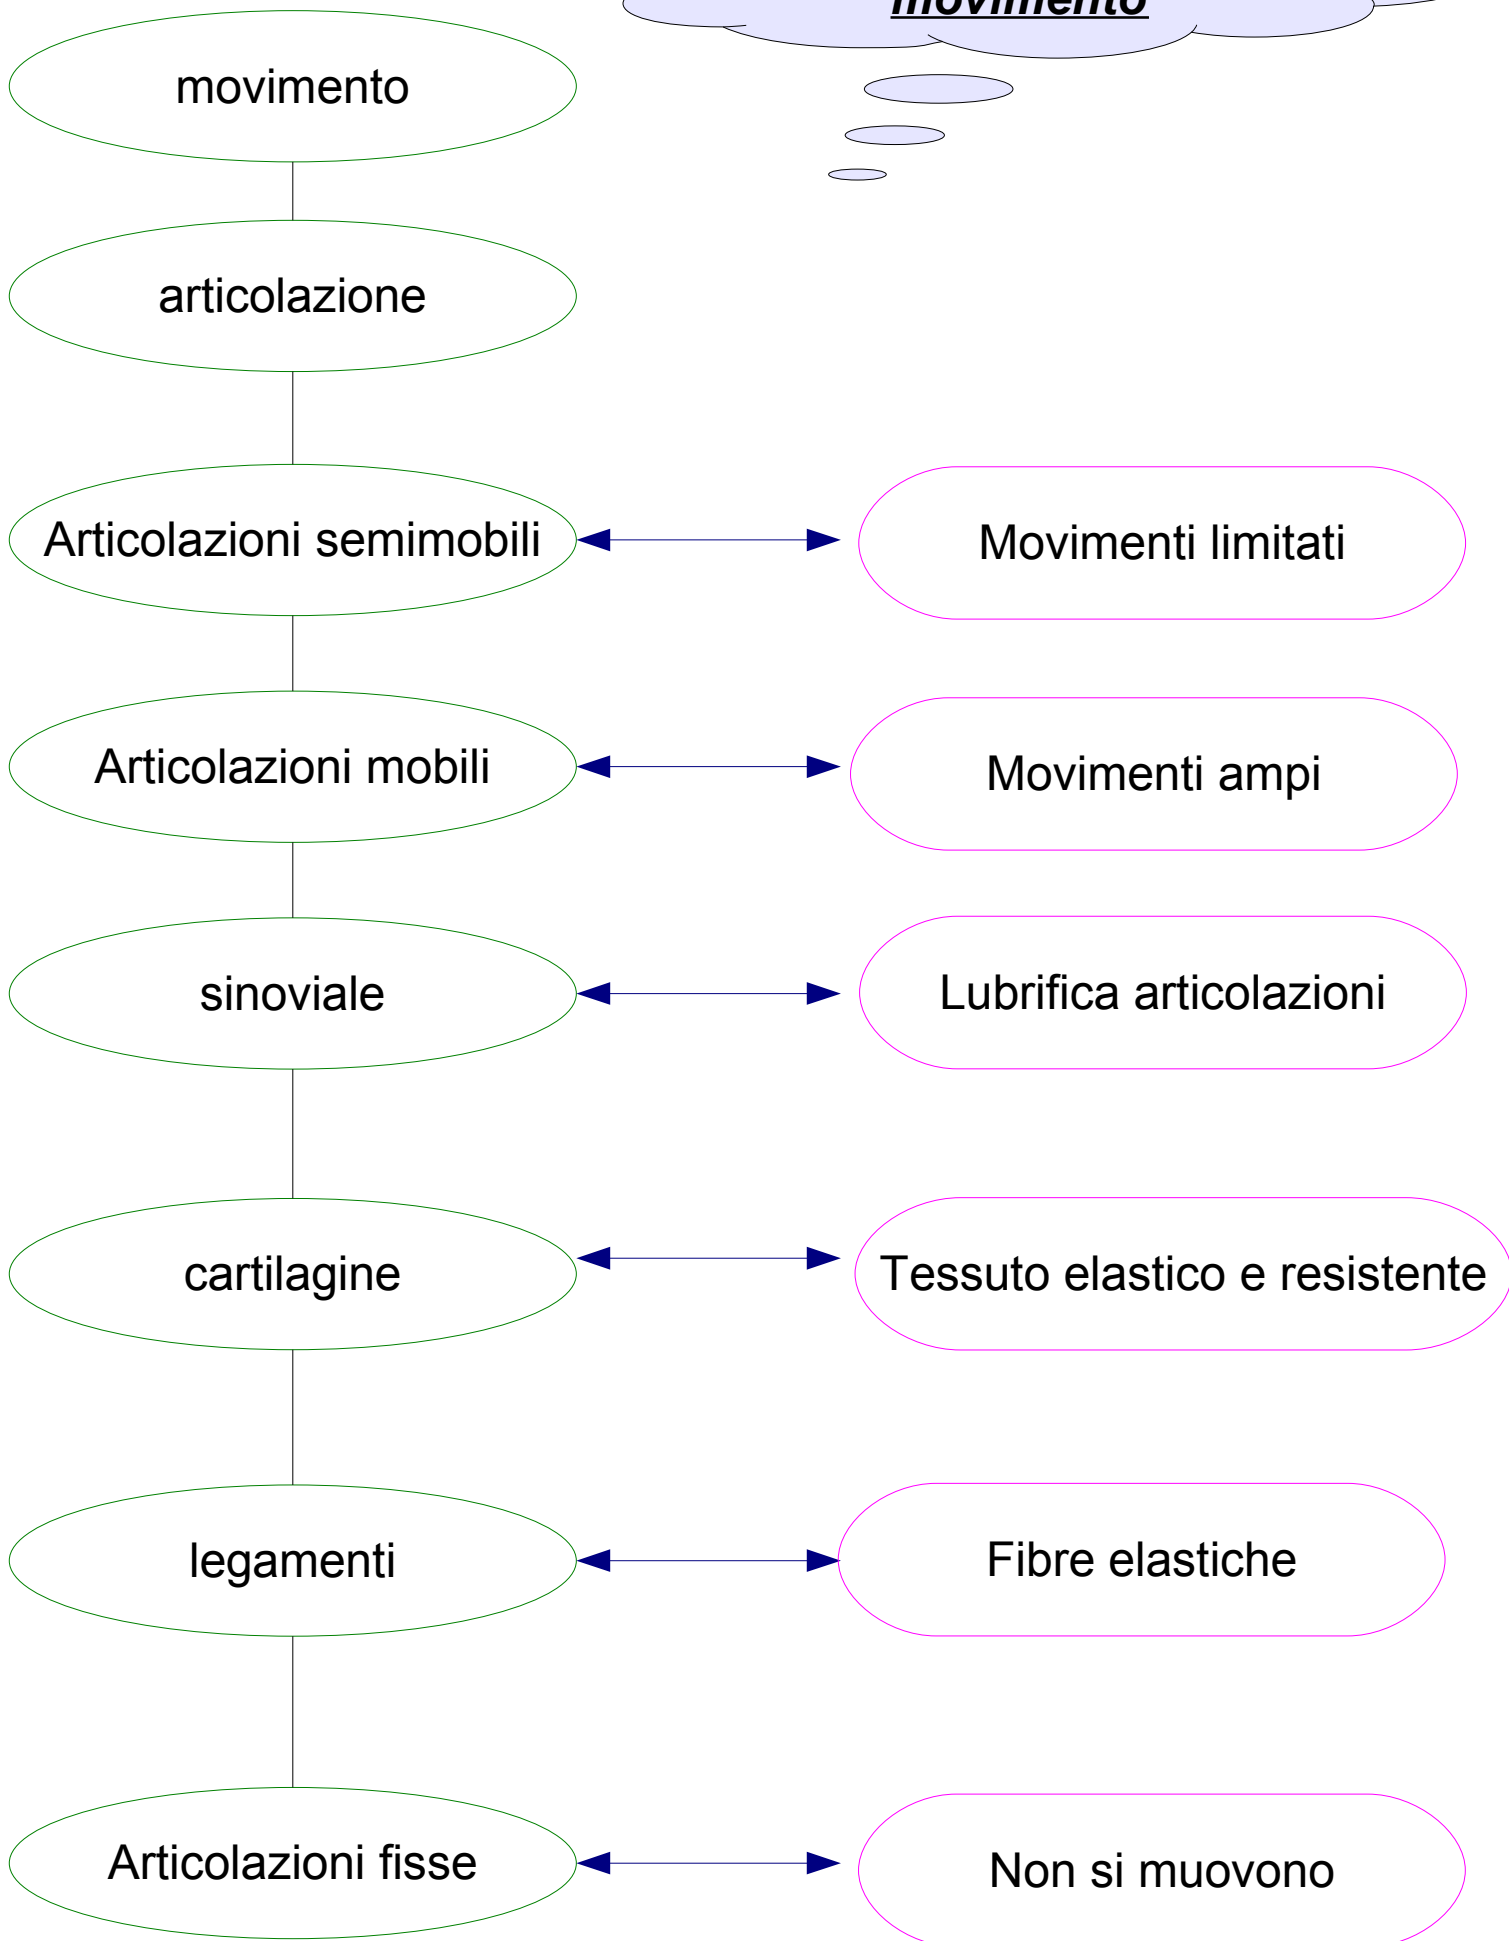 movimento
movimento
articolazione
Articolazioni semimobili
Movimenti limitati
Articolazioni mobili
Movimenti ampi
sinoviale
Lubrifica articolazioni
cartilagine
Tessuto elastico e resistente
legamenti
Fibre elastiche
Articolazioni fisse
Non si muovono